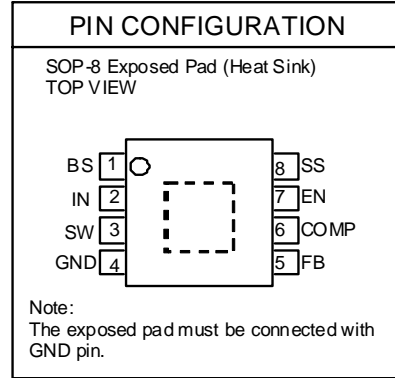 PIN CONFIGURATION
SOP-8 Exposed Pad (Heat Sink)
TOP VIEW
BS 1 8 SS
IN 2 7 EN
SW 3 6 COMP
GND 4 5 FB
Note:
The exposed pad must be connected with
GND pin.